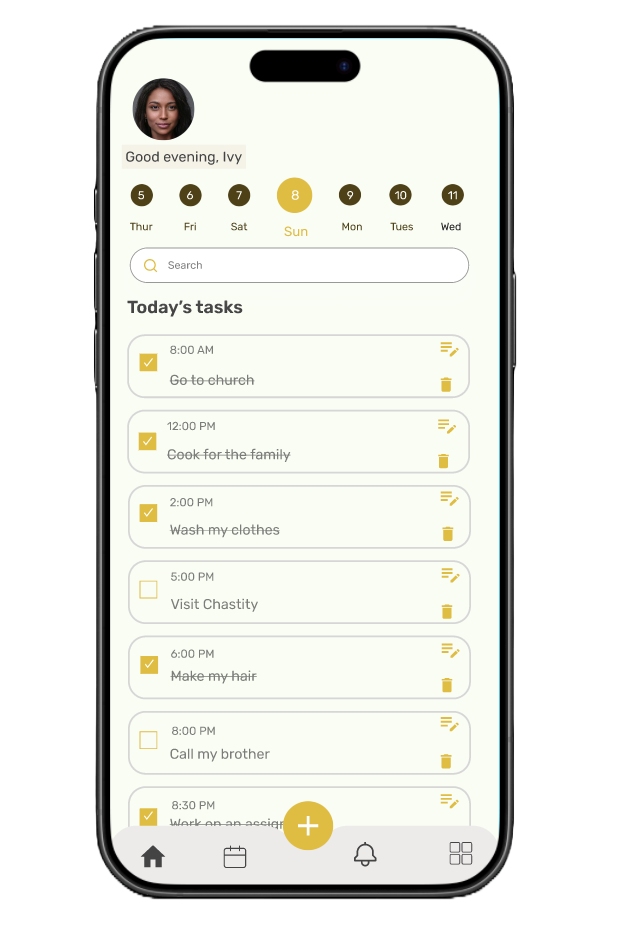 Good evening, Ivy
5 6 7 8 9 10 11
Thur Fri Sat Sun Mon Tues Wed
Search
Today's tasks
8:00 AM
Go to church
12:00 PM
Cook for the family
2:00 PM
Wash my clothes
5:00 PM
Visit Chastity
6:00 PM
Make my hair
8:00 PM
Call my brother
8:30 PM
Work on an assig